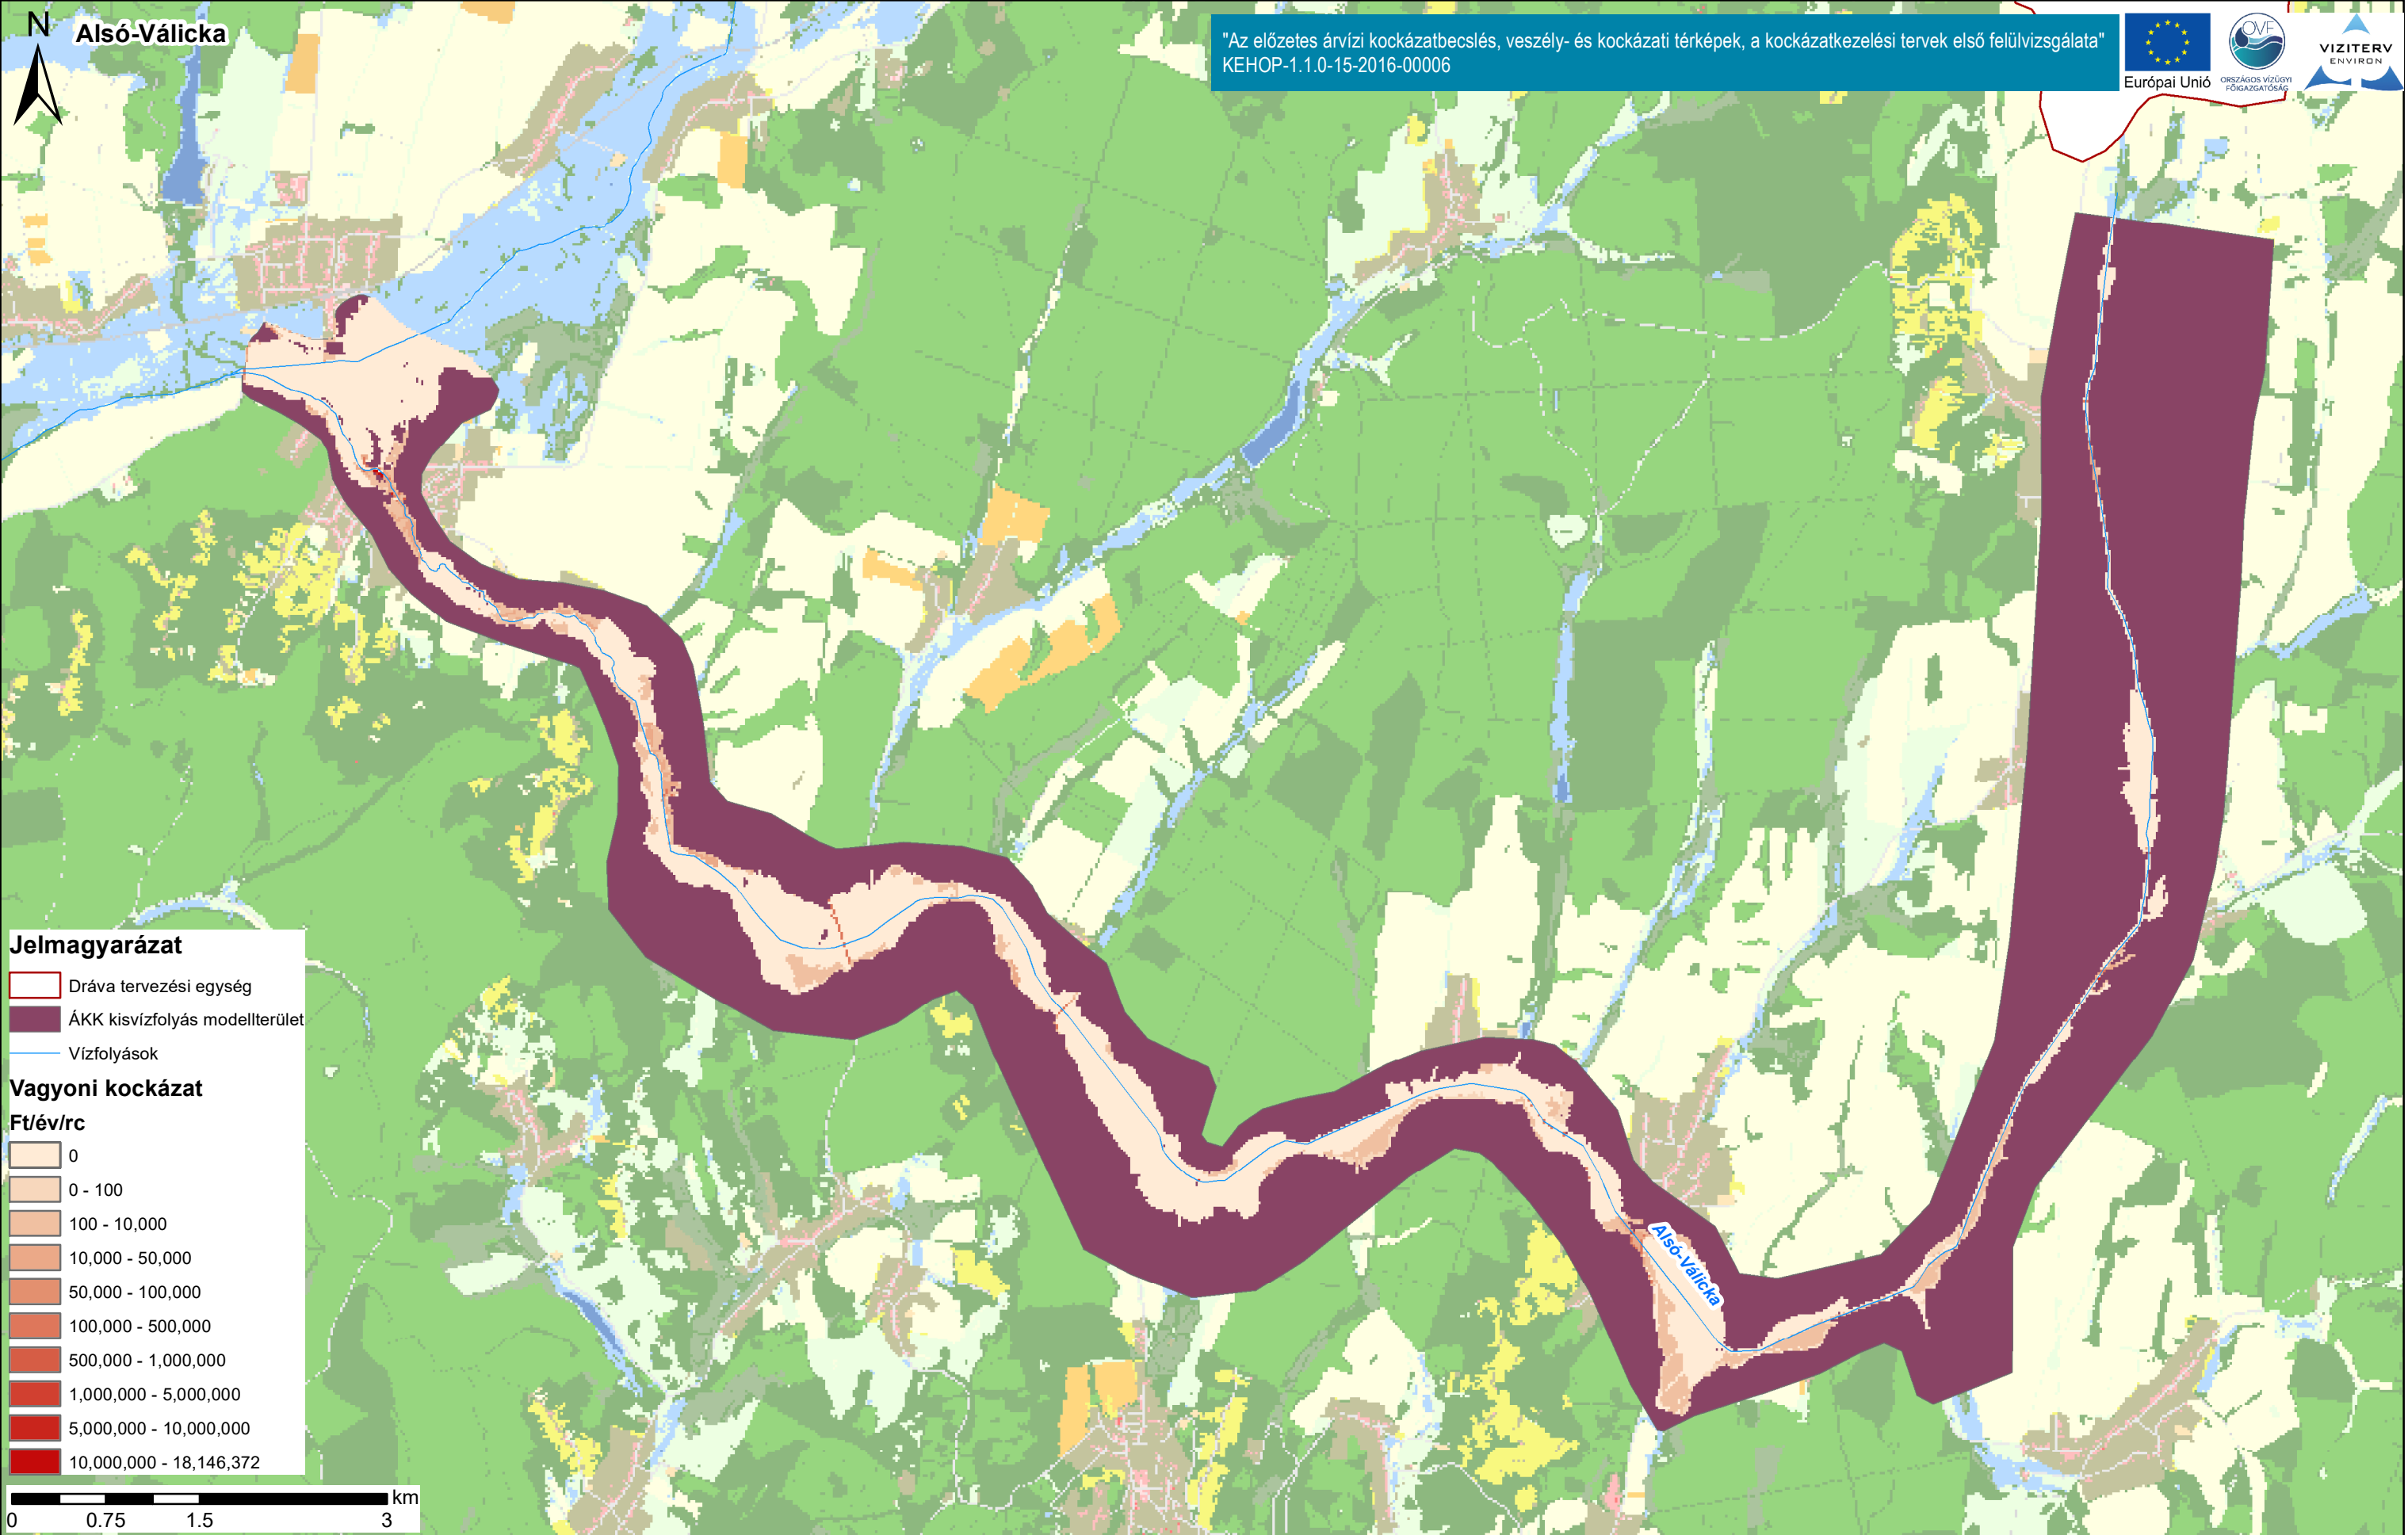 N
Alsó-Válicka
"Az előzetes árvízi kockázatbecslés, veszély- és kockázati térképek, a kockázatkezelési tervek első felülvizsgálata"
KEHOP-1.1.0-15-2016-00006
Európai Unió
OVF
ORSZÁGOS VÍZÜGYI
FŐIGAZGATÓSÁG
VIZITERV
ENVIRON
Alsó-Válicka
Jelmagyarázat
Dráva tervezési egység
ÁKK kisvízfolyás modellterület
Vízfolyások
Vagyoni kockázat
Ft/év/rc
0
0 - 100
100 - 10,000
10,000 - 50,000
50,000 - 100,000
100,000 - 500,000
500,000 - 1,000,000
1,000,000 - 5,000,000
5,000,000 - 10,000,000
10,000,000 - 18,146,372
km
0 0.75 1.5 3